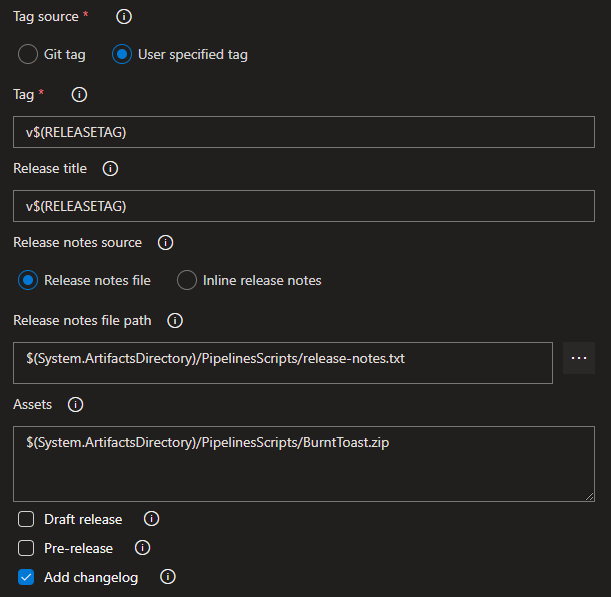 Tag source *
Git tag User specified tag
Tag *
v$(RELEASETAG)
Release title
v$(RELEASETAG)
Release notes source
Release notes file Inline release notes
Release notes file path
$(System.ArtifactsDirectory)/PipelinesScripts/release-notes.txt
...
Assets
$(System.ArtifactsDirectory)/PipelinesScripts/BurntToast.zip
Draft release
Pre-release
Add changelog